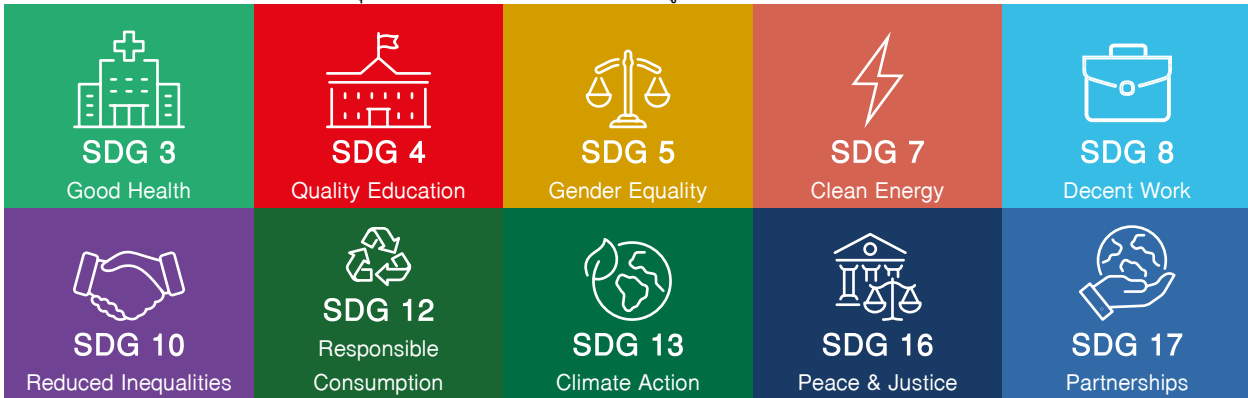 SDG 3
Good Health
SDG 4
Quality Education
SDG 5
Gender Equality
SDG 7
Clean Energy
SDG 8
Decent Work
SDG 10
Reduced Inequalities
SDG 12
Responsible
Consumption
SDG 13
Climate Action
SDG 16
Peace & Justice
SDG 17
Partnerships